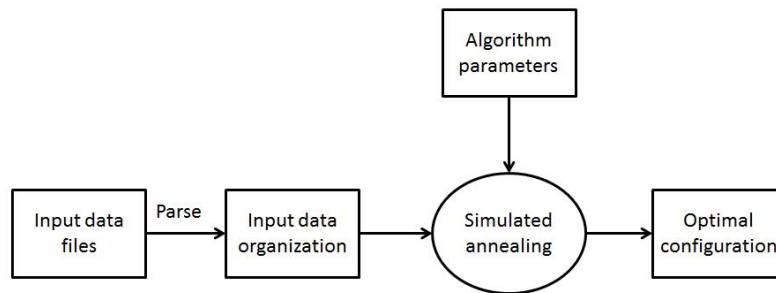 Algorithm
parameters
Input data
files
Parse
Input data
organization
Simulated
annealing
Optimal
configuration